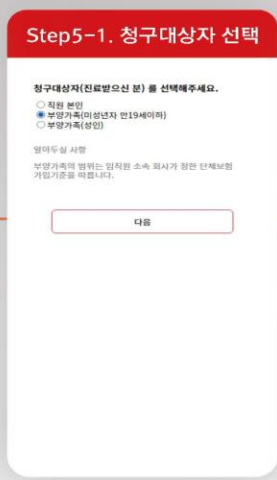 Step5-1. 청구대상자 선택
청구대상자(진료받으신 분) 를 선택해주세요.
직원 본인
부양가족(미성년자 만19세이하)
부양가족(성인)
알아두실 사항
부양가족의 범위는 임직원 소속 회사가 정한 단체보험
가입기준을 따릅니다.
다음